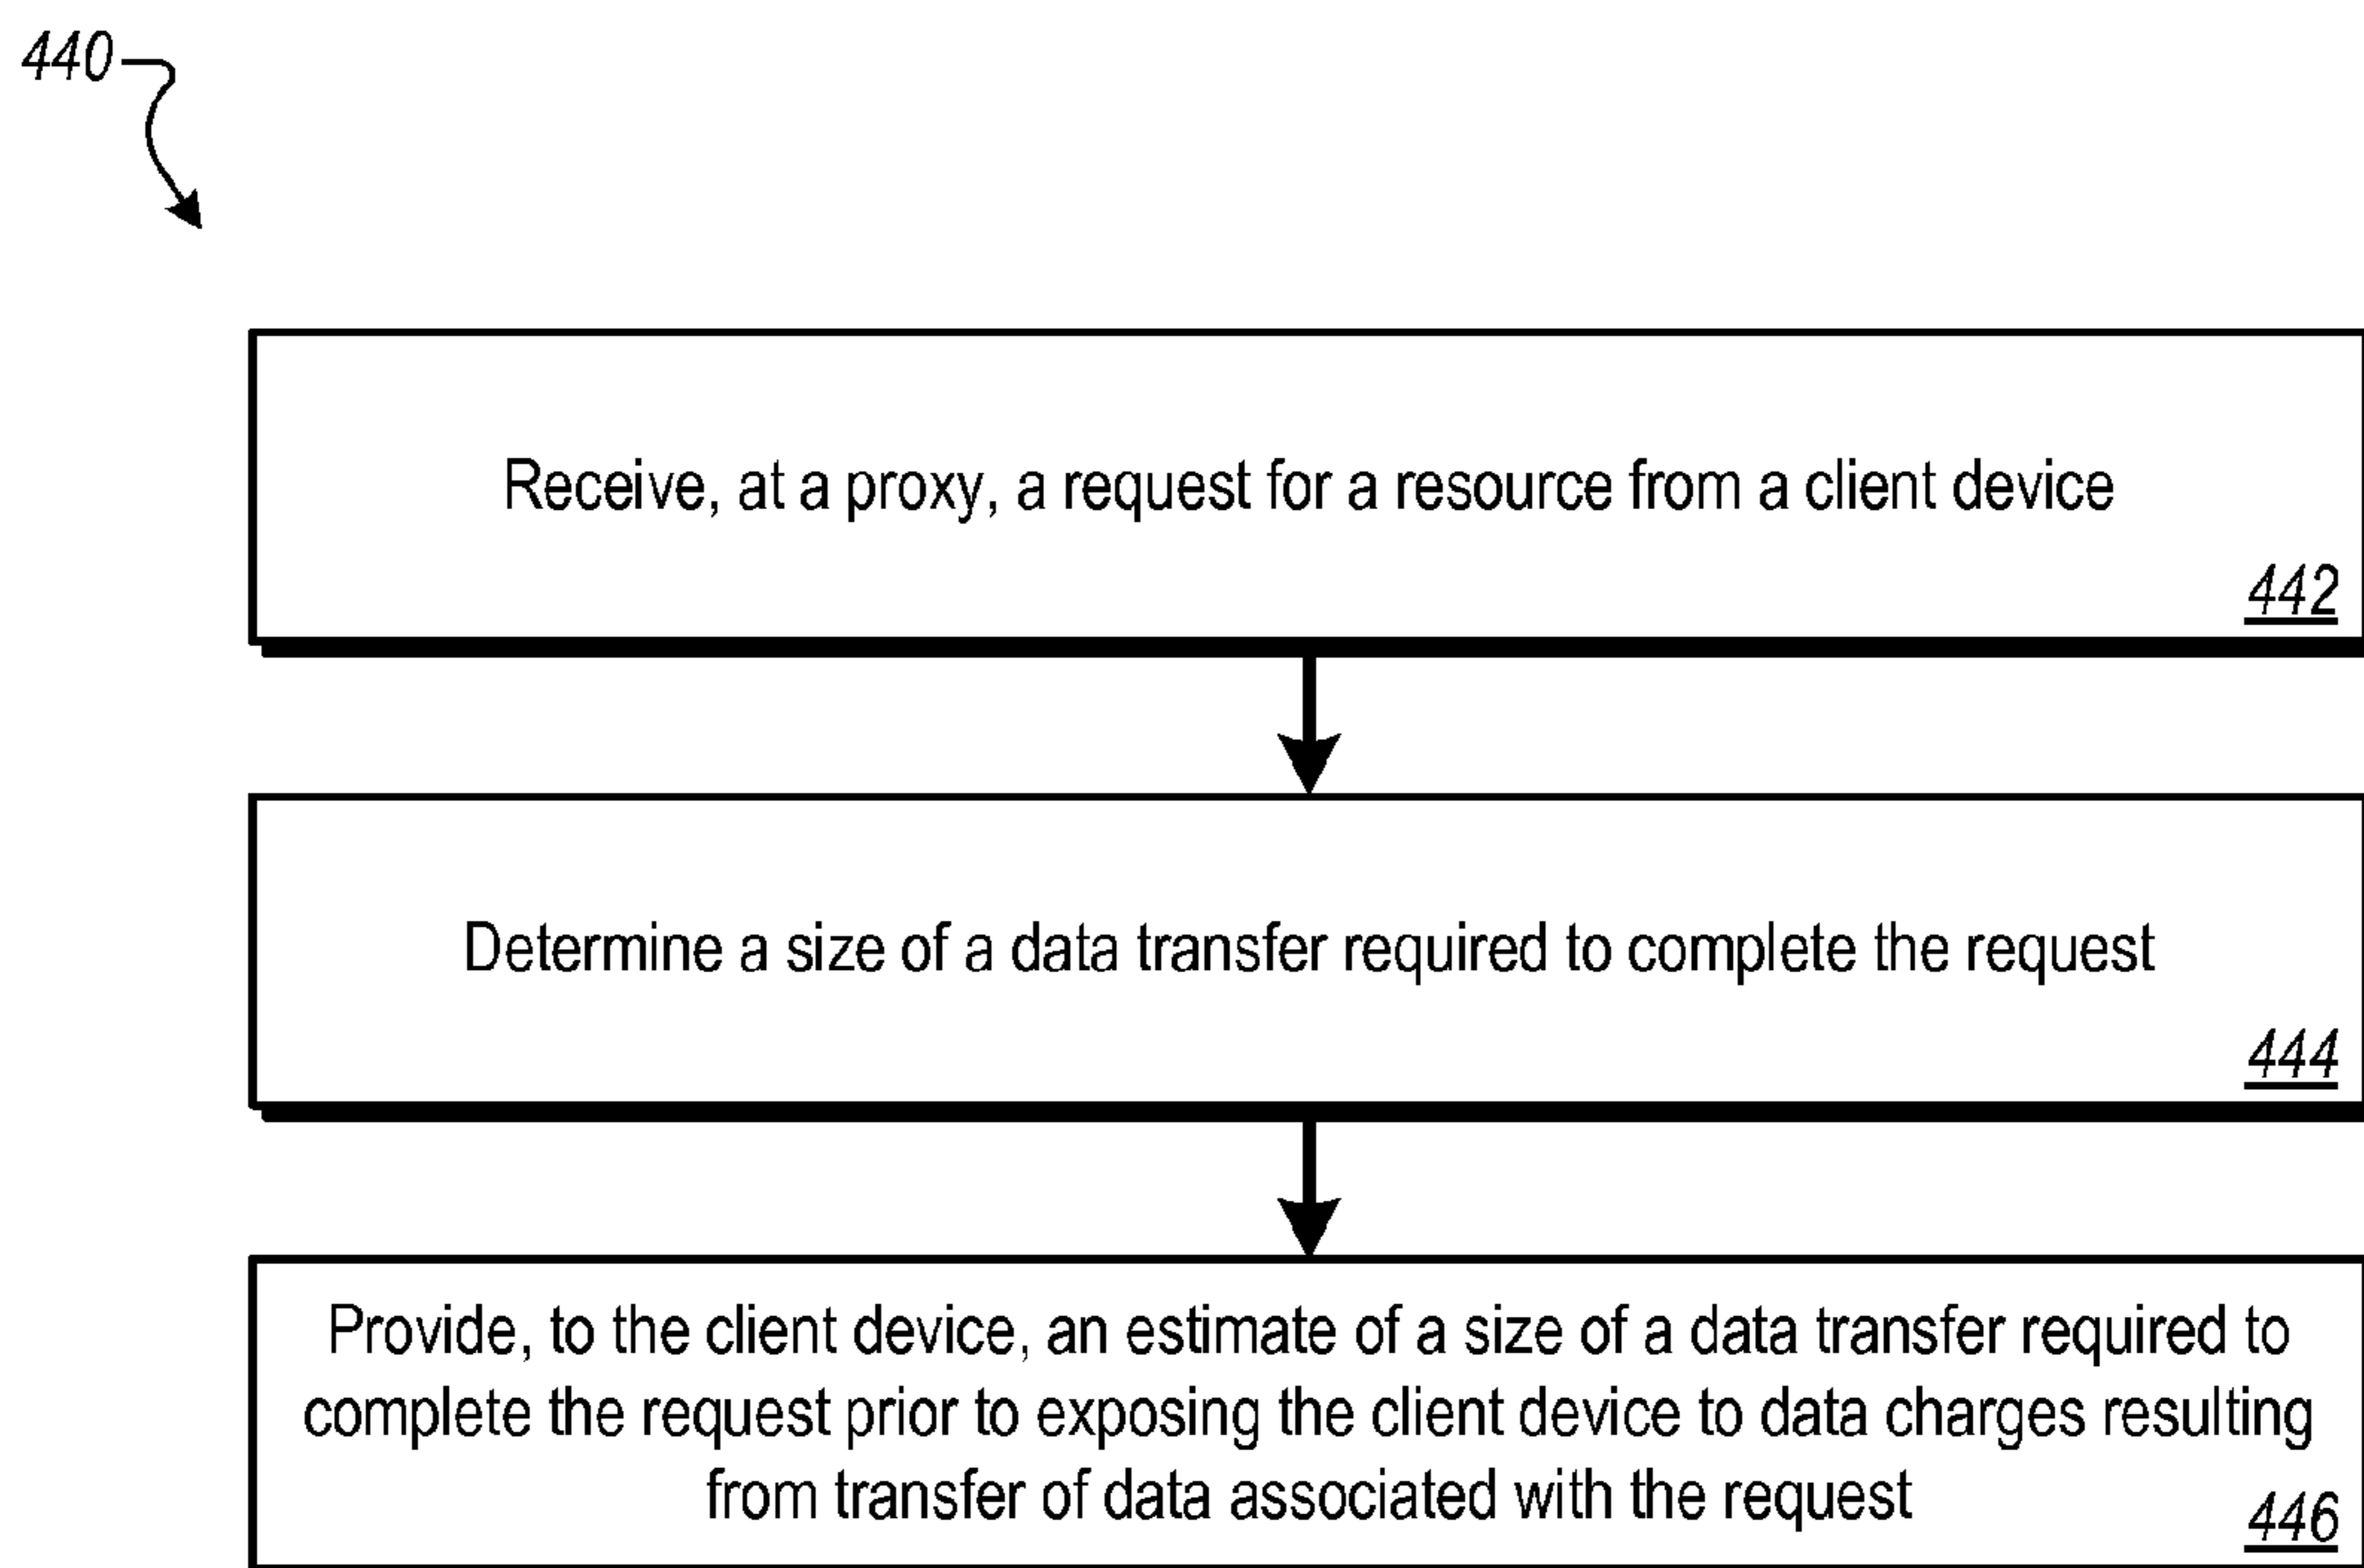 440
Receive, at a proxy, a request for a resource from a client device
442
Determine a size of a data transfer required to complete the request
444
Provide, to the client device, an estimate of a size of a data transfer required to
complete the request prior to exposing the client device to data charges resulting
from transfer of data associated with the request
446